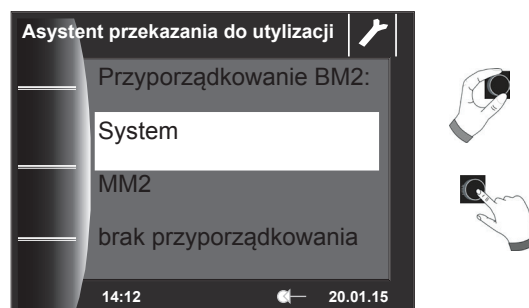 Asystent przekazania do utylizacji
Przyporządkowanie BM2:
System
MM2
brak przyporządkowania
14:12 20.01.15